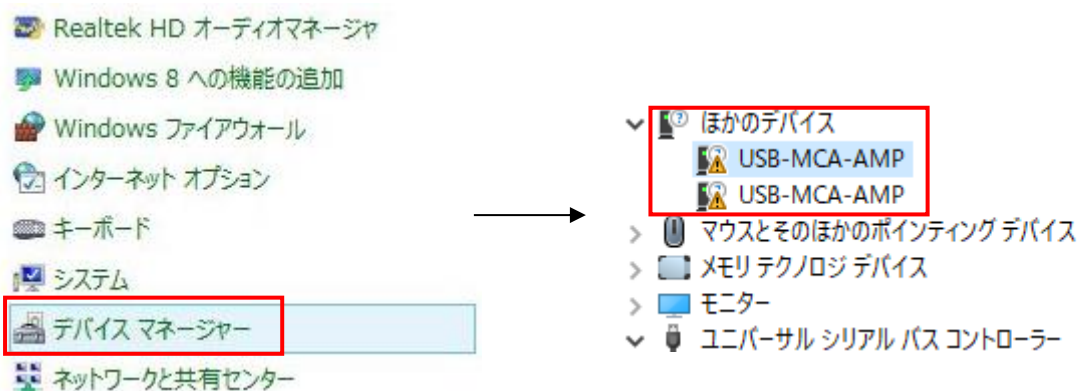 Realtek HD オーディオマネージャ
Windows 8 への機能の追加
Windows ファイアウォール
インターネット オプション
キーボード
システム
デバイス マネージャー
ネットワークと共有センター
ほかのデバイス
USB-MCA-AMP
USB-MCA-AMP
マウスとそのほかのポインティング デバイス
メモリ テクノロジ デバイス
モニター
ユニバーサル シリアル バス コントローラー